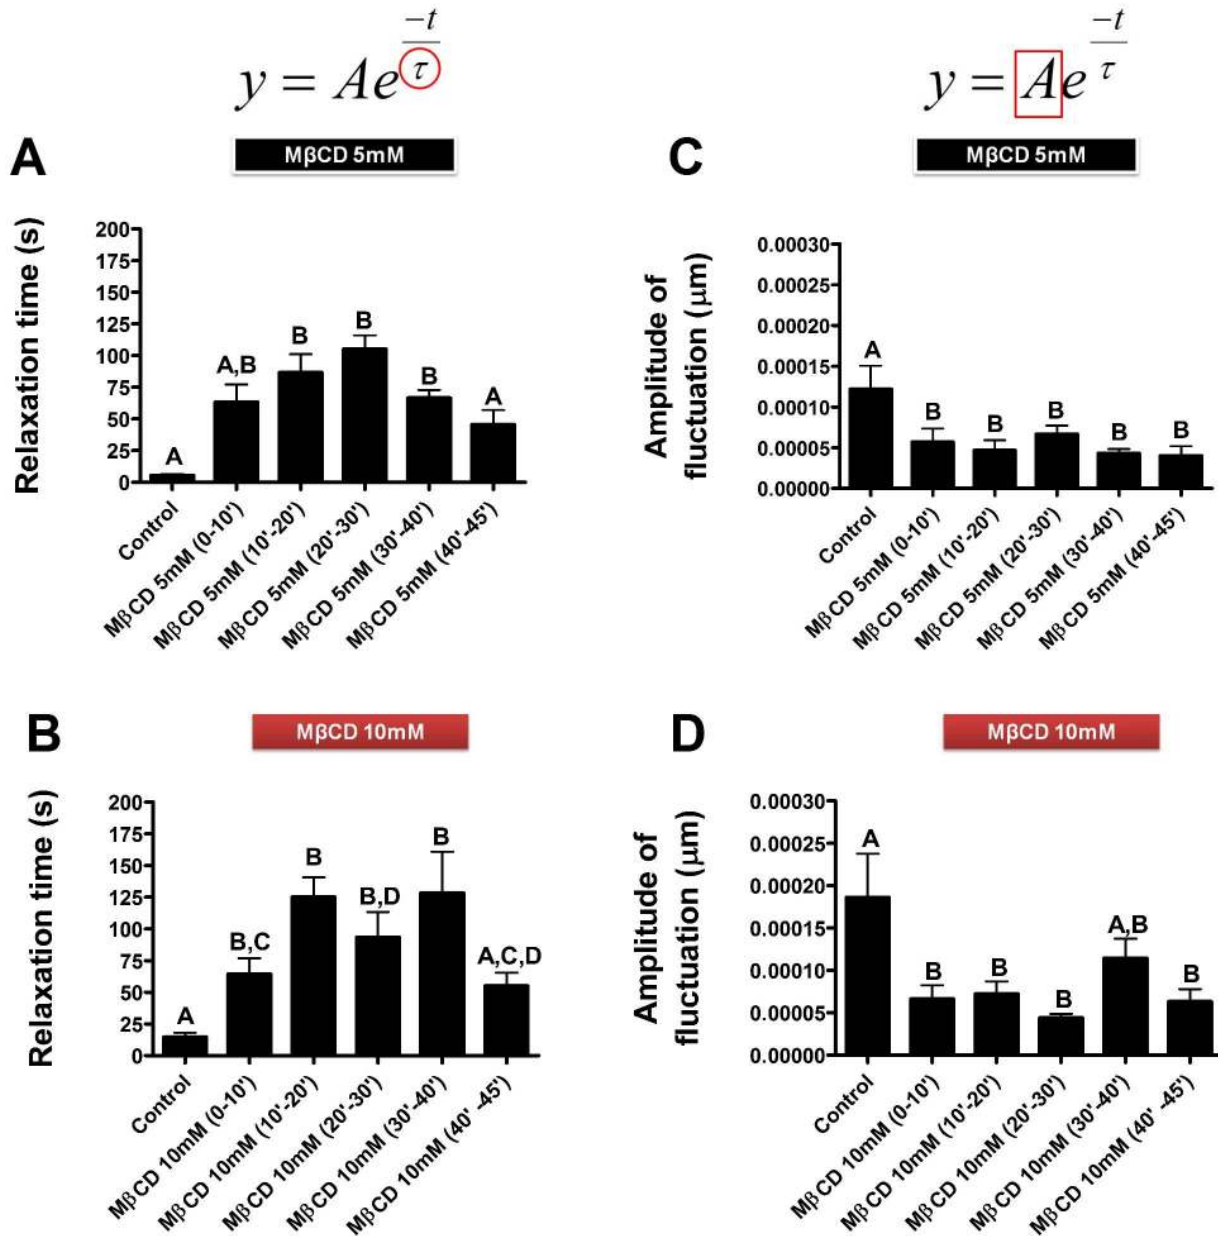 y = Ae^(-t/τ)
MβCD 5mM
A
Relaxation time (s)
200
175
150
125
100
75
50
25
0
A
A,B
B
B
B
A
Control
MβCD 5mM (0-10')
MβCD 5mM (10'-20')
MβCD 5mM (20'-30')
MβCD 5mM (30'-40')
MβCD 5mM (40'-45')
y = Ae^(-t/τ)
MβCD 5mM
C
Amplitude of
fluctuation (μm)
0.00030
0.00025
0.00020
0.00015
0.00010
0.00005
0.00000
A
B
B
B
B
B
Control
MβCD 5mM (0-10')
MβCD 5mM (10'-20')
MβCD 5mM (20'-30')
MβCD 5mM (30'-40')
MβCD 5mM (40'-45')
MβCD 10mM
B
Relaxation time (s)
200
175
150
125
100
75
50
25
0
A
B,C
B
B,D
B
A,C,D
Control
MβCD 10mM (0-10')
MβCD 10mM (10'-20')
MβCD 10mM (20'-30')
MβCD 10mM (30'-40')
MβCD 10mM (40' -45')
MβCD 10mM
D
Amplitude of
fluctuation (μm)
0.00030
0.00025
0.00020
0.00015
0.00010
0.00005
0.00000
A
B
B
B
A,B
B
Control
MβCD 10mM (0-10')
MβCD 10mM (10'-20')
MβCD 10mM (20'-30')
MβCD 10mM (30'-40')
MβCD 10mM (40' -45')